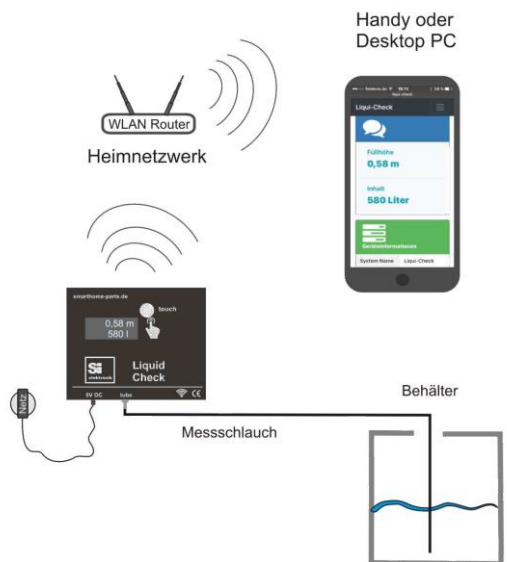 Handy oder
Desktop PC
WLAN Router
Heimnetzwerk
Liqui-Check
Füllhöhe
0,58 m
Inhalt
580 Liter
Geräteinformationen
System Name Liqui-Check
smarthome-parts.de
touch
0,58 m
580 l
Si
elektronik
Liquid
Check
5V DC tube
CE
Netz
Messschlauch
Behälter